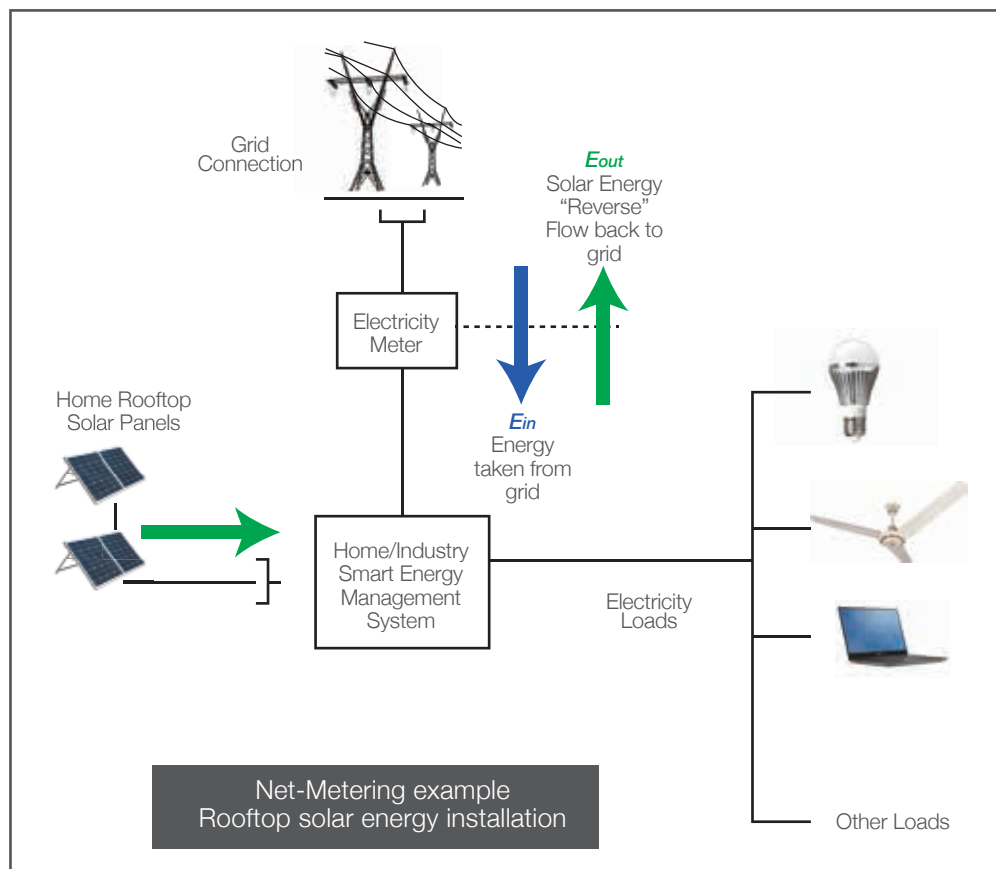 Grid
Connection
Eout
Solar Energy
“Reverse”
Flow back to
grid
Electricity
Meter
Home Rooftop
Solar Panels
Ein
Energy
taken from
grid
Home/Industry
Smart Energy
Management
System
Electricity
Loads
Other Loads
Net-Metering example
Rooftop solar energy installation